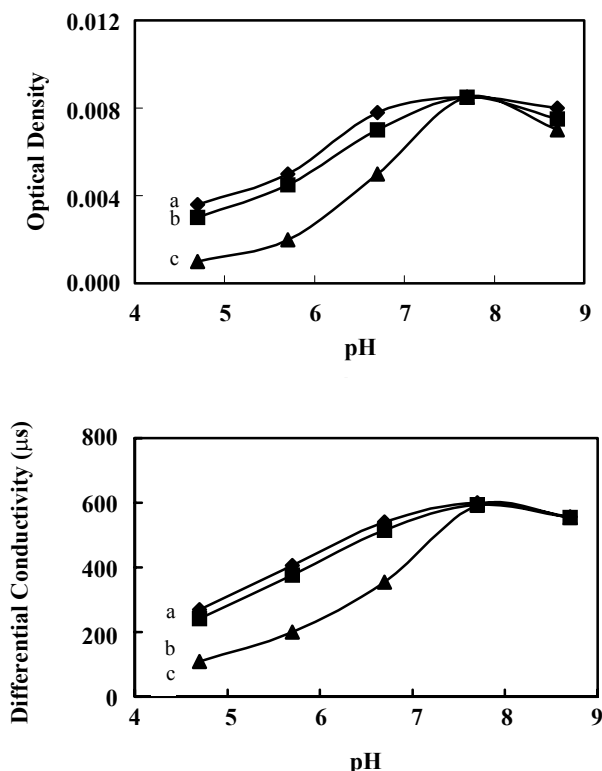 0.012
0.008
0.004
0.000
Optical Density
a
b
c
4 5 6 7 8 9
pH
800
600
400
200
0
Differential Conductivity (μs)
a
b
c
4 5 6 7 8 9
pH